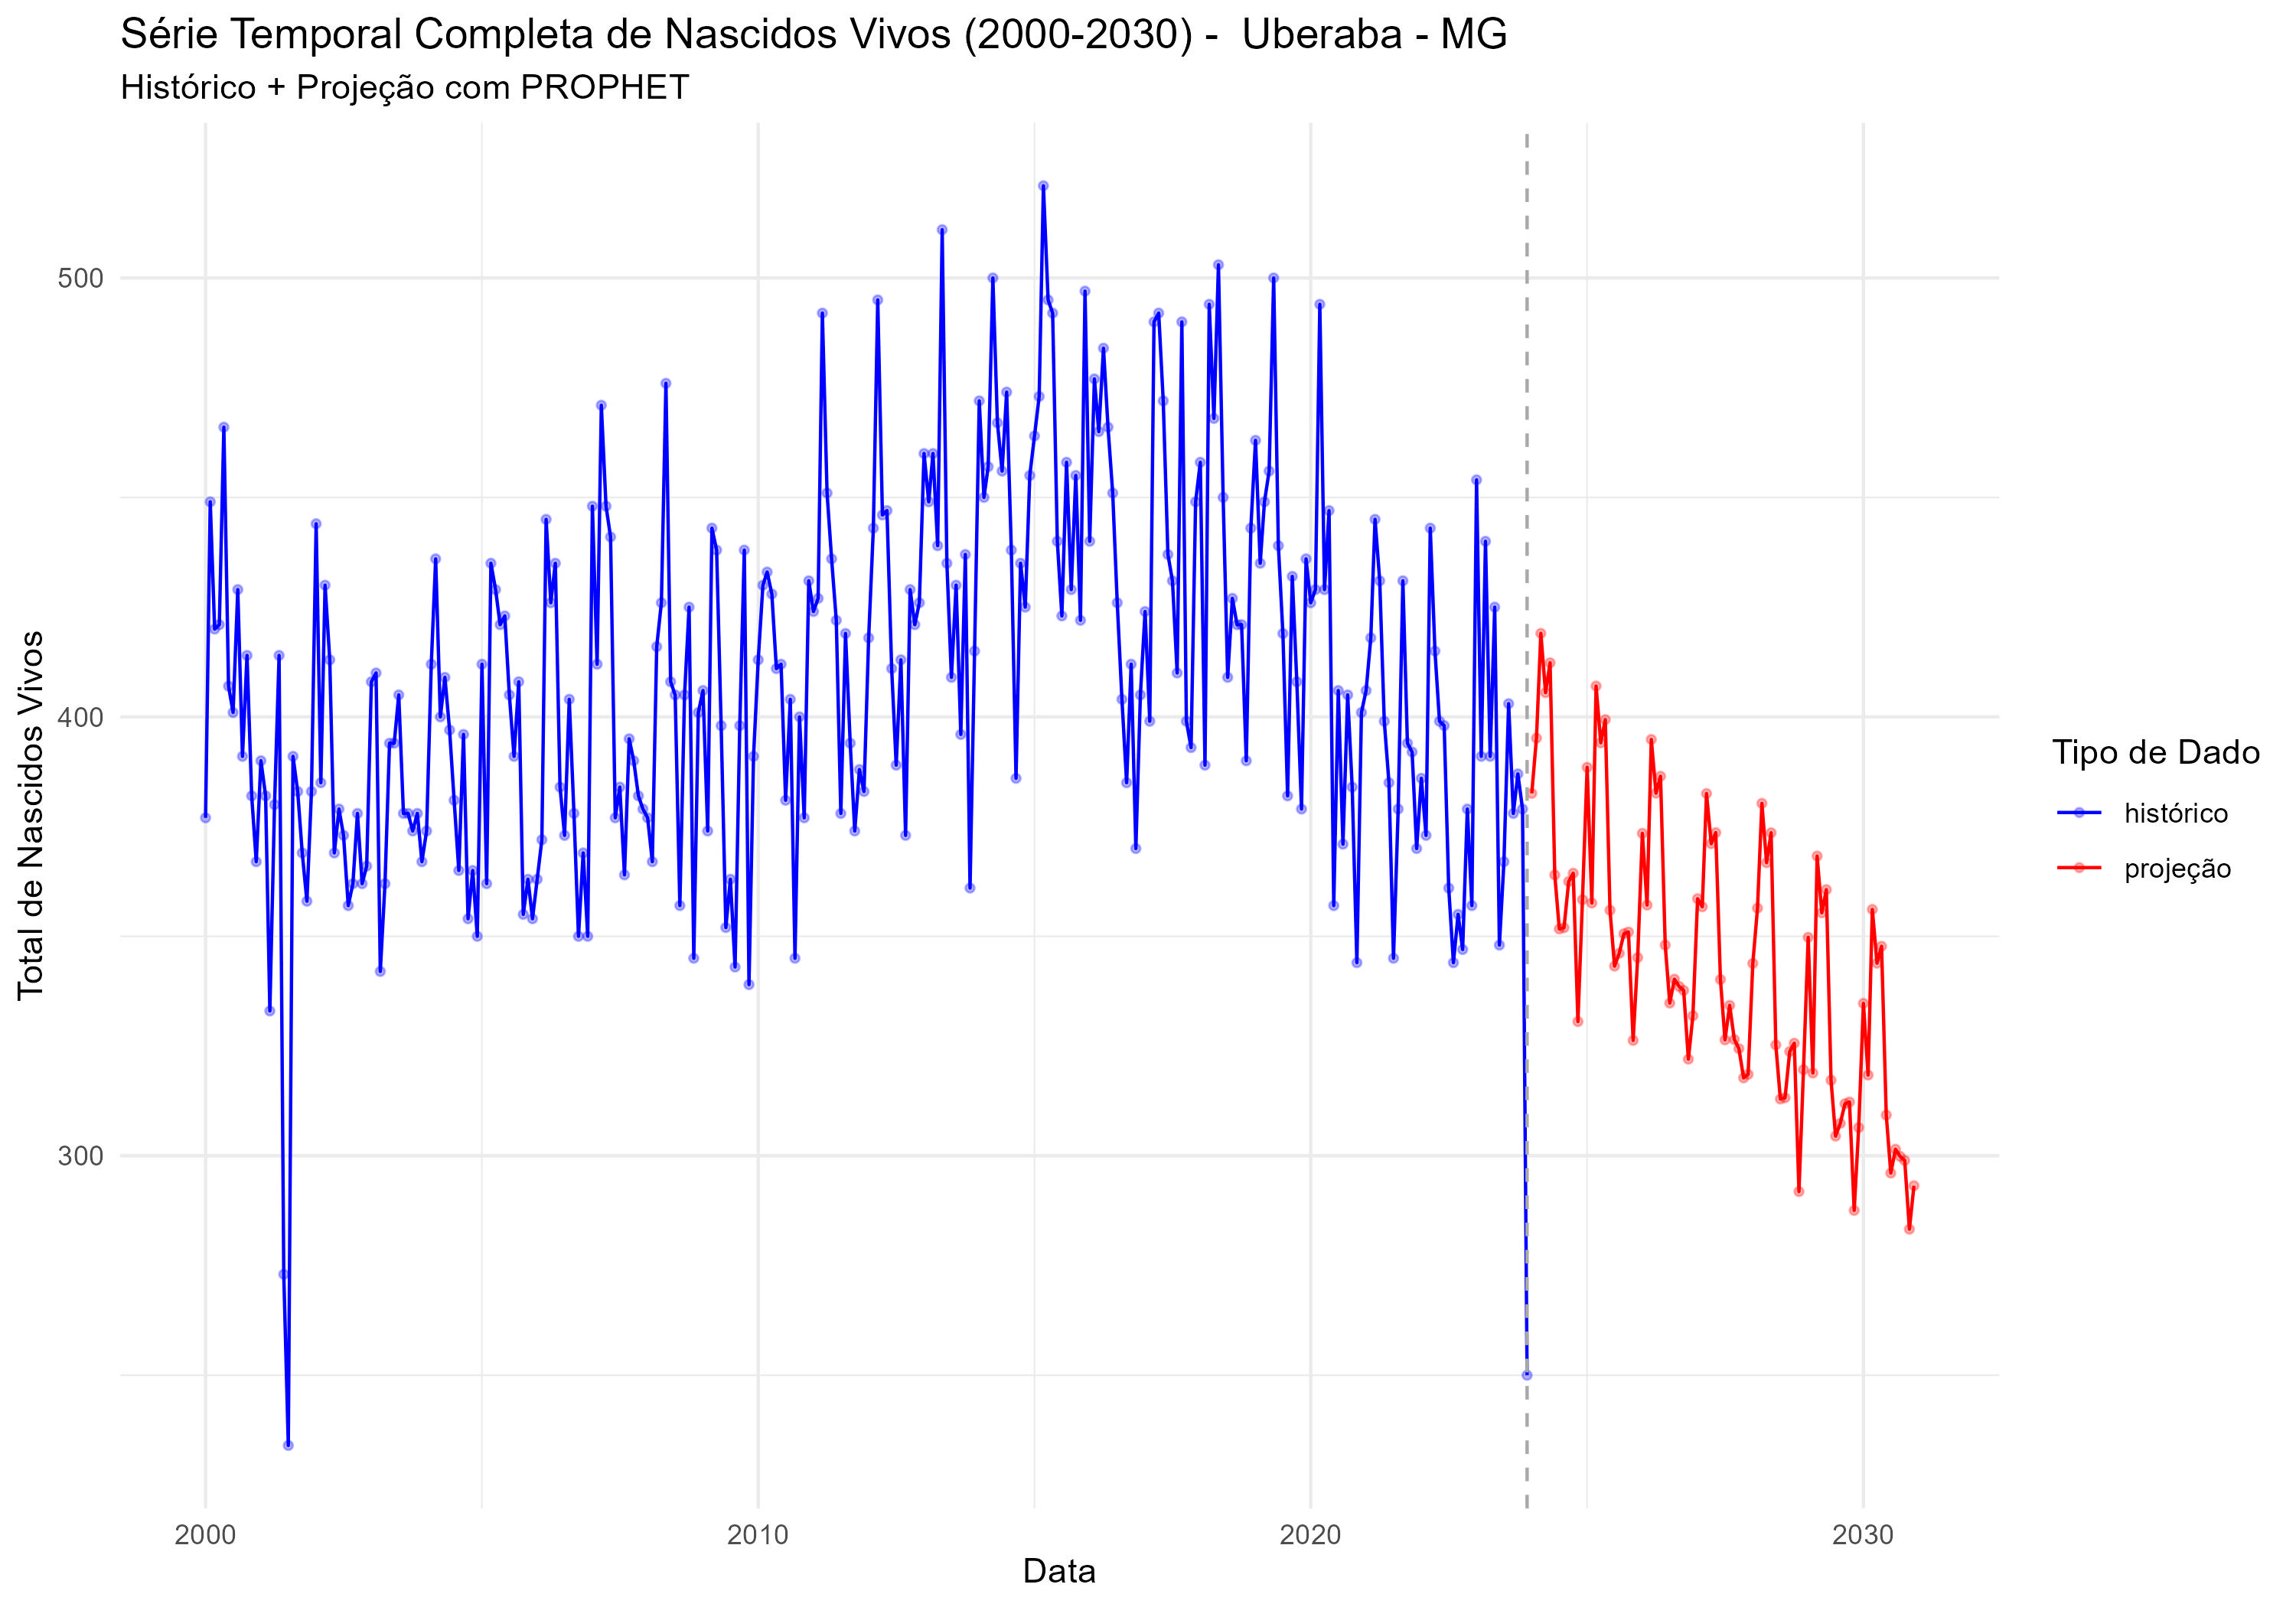 Série Temporal Completa de Nascidos Vivos (2000-2030) -  Uberaba - MG
Histórico + Projeção com PROPHET
Total de Nascidos Vivos
500
400
300
2000
2010
2020
2030
Data
Tipo de Dado
histórico
projeção